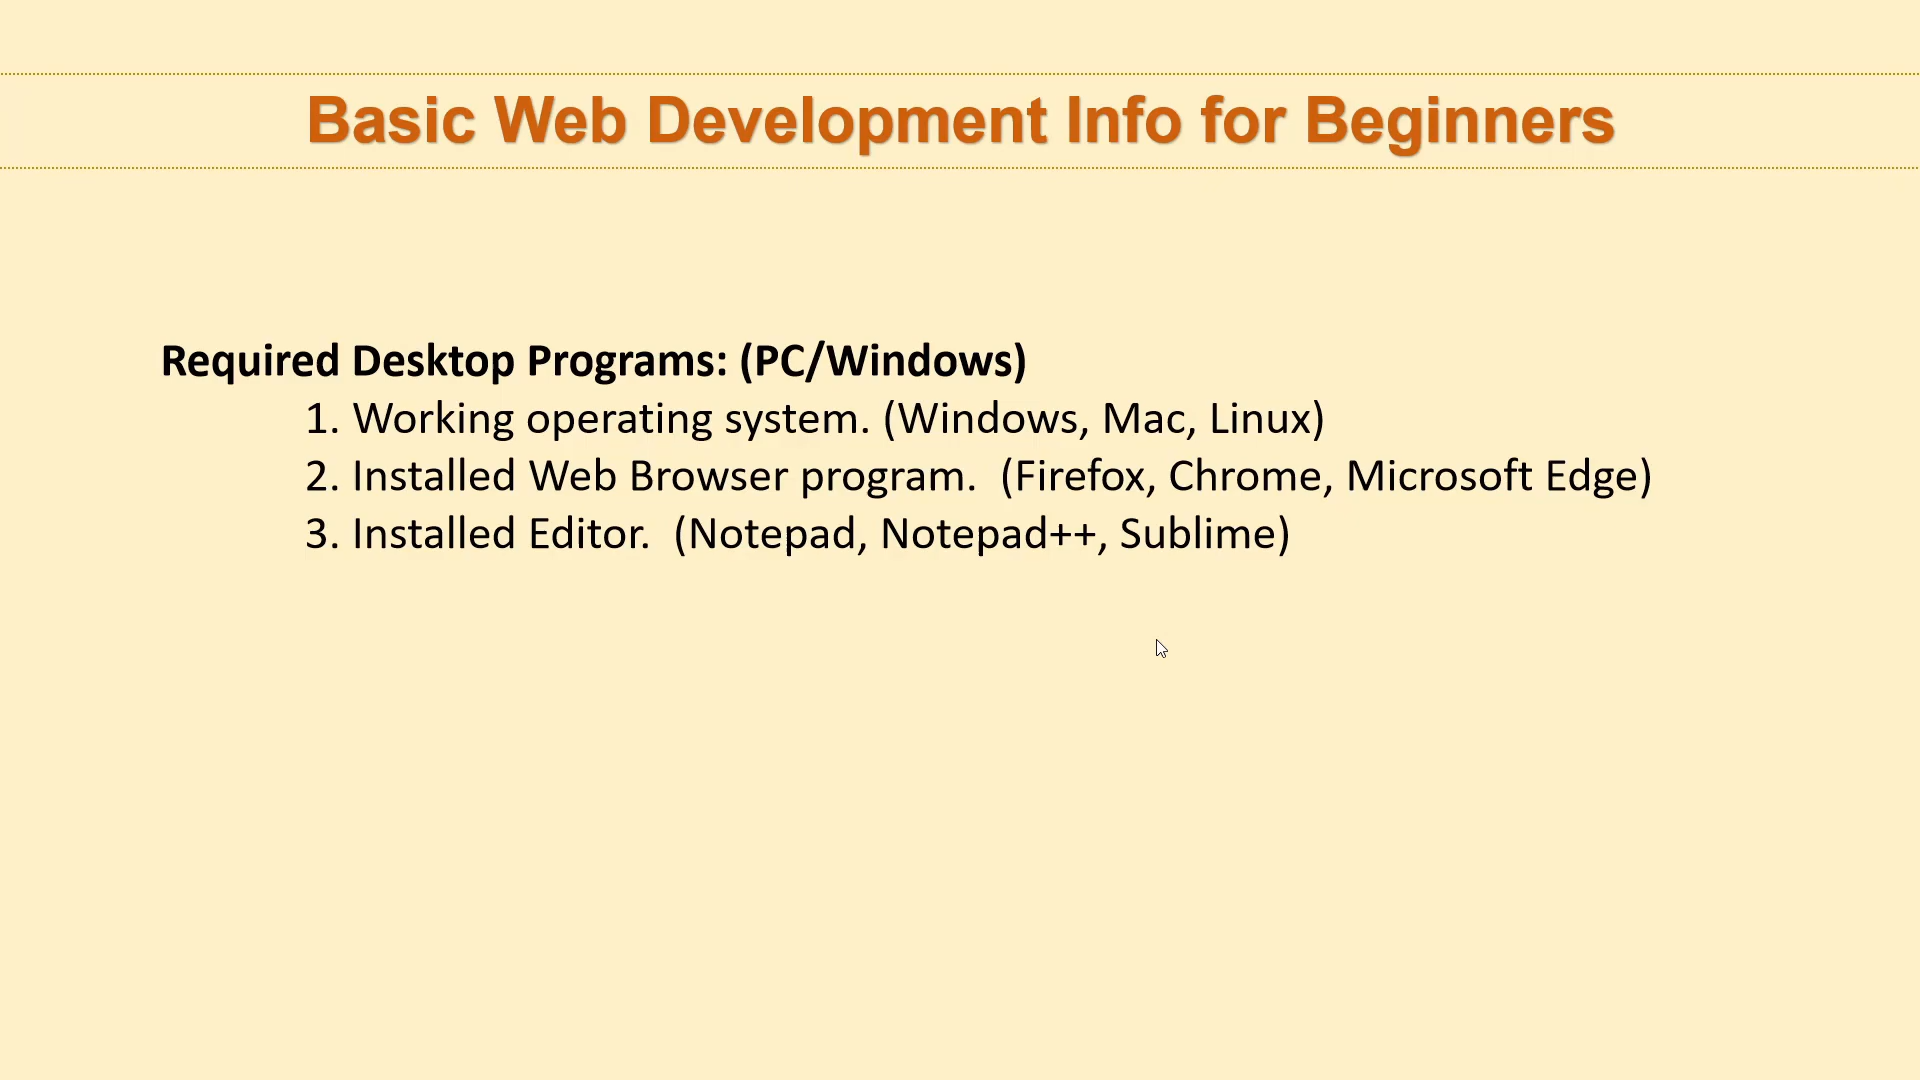 Basic Web Development Info for Beginners
Required Desktop Programs: (PC/Windows)
1. Working operating system. (Windows, Mac, Linux)
2. Installed Web Browser program.  (Firefox, Chrome, Microsoft Edge)
3. Installed Editor.  (Notepad, Notepad++, Sublime)